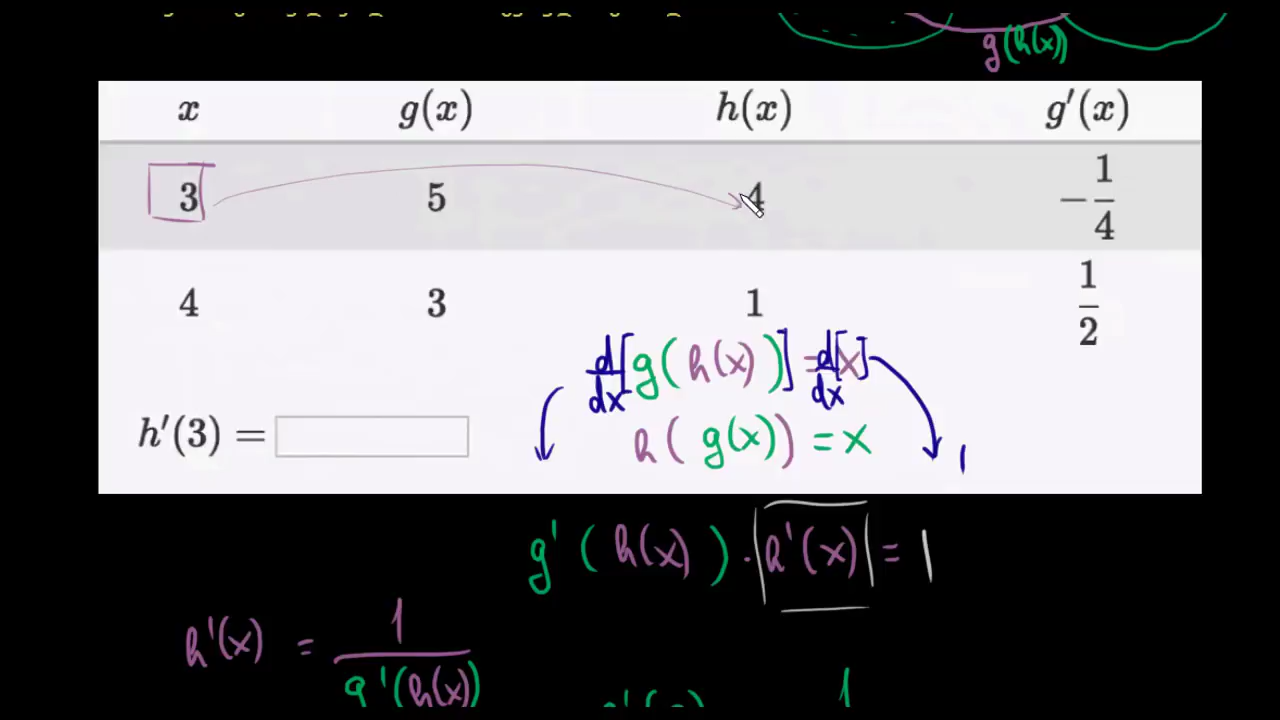 g(h(x))
x g(x) h(x) g′(x)
3 5 4 −1/4
4 3 1 1/2
d/dx[g(h(x))] = d/dx[x]
h′(3) =
h(g(x)) = x
1
g'(h(x)) · h'(x) = 1
h'(x) = 1/g'(h(x))
1